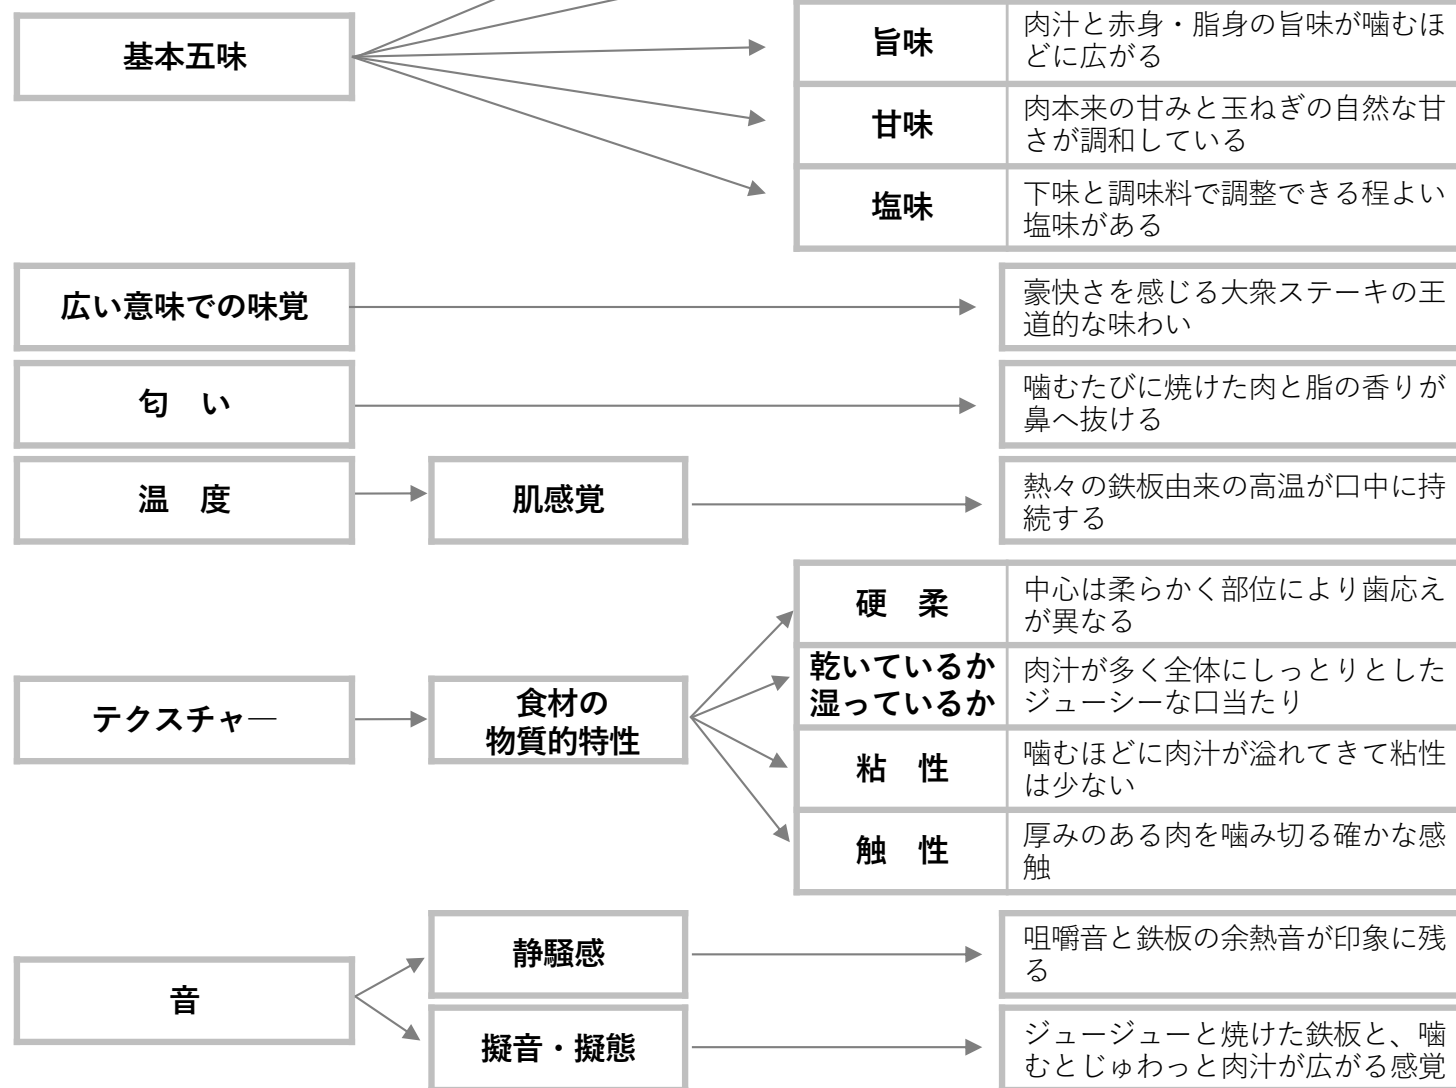 基本五味
旨味
肉汁と赤身・脂身の旨味が噛むほ
どに広がる
甘味
肉本来の甘みと玉ねぎの自然な甘
さが調和している
塩味
下味と調味料で調整できる程よい
塩味がある
広い意味での味覚
豪快さを感じる大衆ステーキの王
道的な味わい
匂　い
噛むたびに焼けた肉と脂の香りが
鼻へ抜ける
温　度
肌感覚
熱々の鉄板由来の高温が口中に持
続する
テクスチャ―
食材の
物質的特性
硬　柔
中心は柔らかく部位により歯応え
が異なる
乾いているか
湿っているか
肉汁が多く全体にしっとりとした
ジューシーな口当たり
粘　性
噛むほどに肉汁が溢れてきて粘性
は少ない
触　性
厚みのある肉を噛み切る確かな感
触
音
静騒感
咀嚼音と鉄板の余熱音が印象に残
る
擬音・擬態
ジュージューと焼けた鉄板と、噛
むとじゅわっと肉汁が広がる感覚